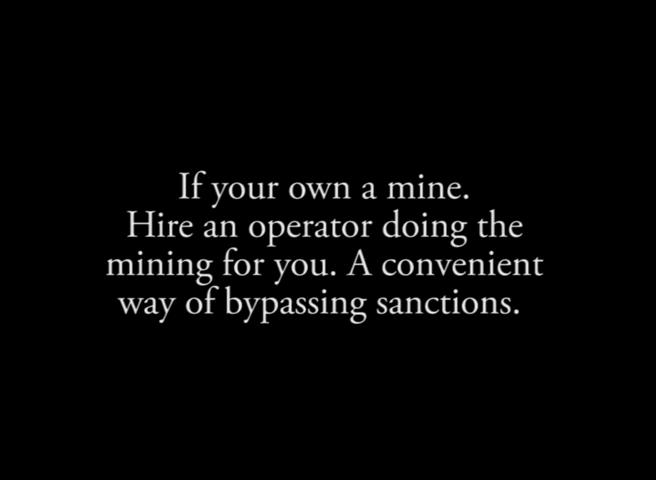 If your own a mine.
Hire an operator doing the
mining for you. A convenient
way of bypassing sanctions.